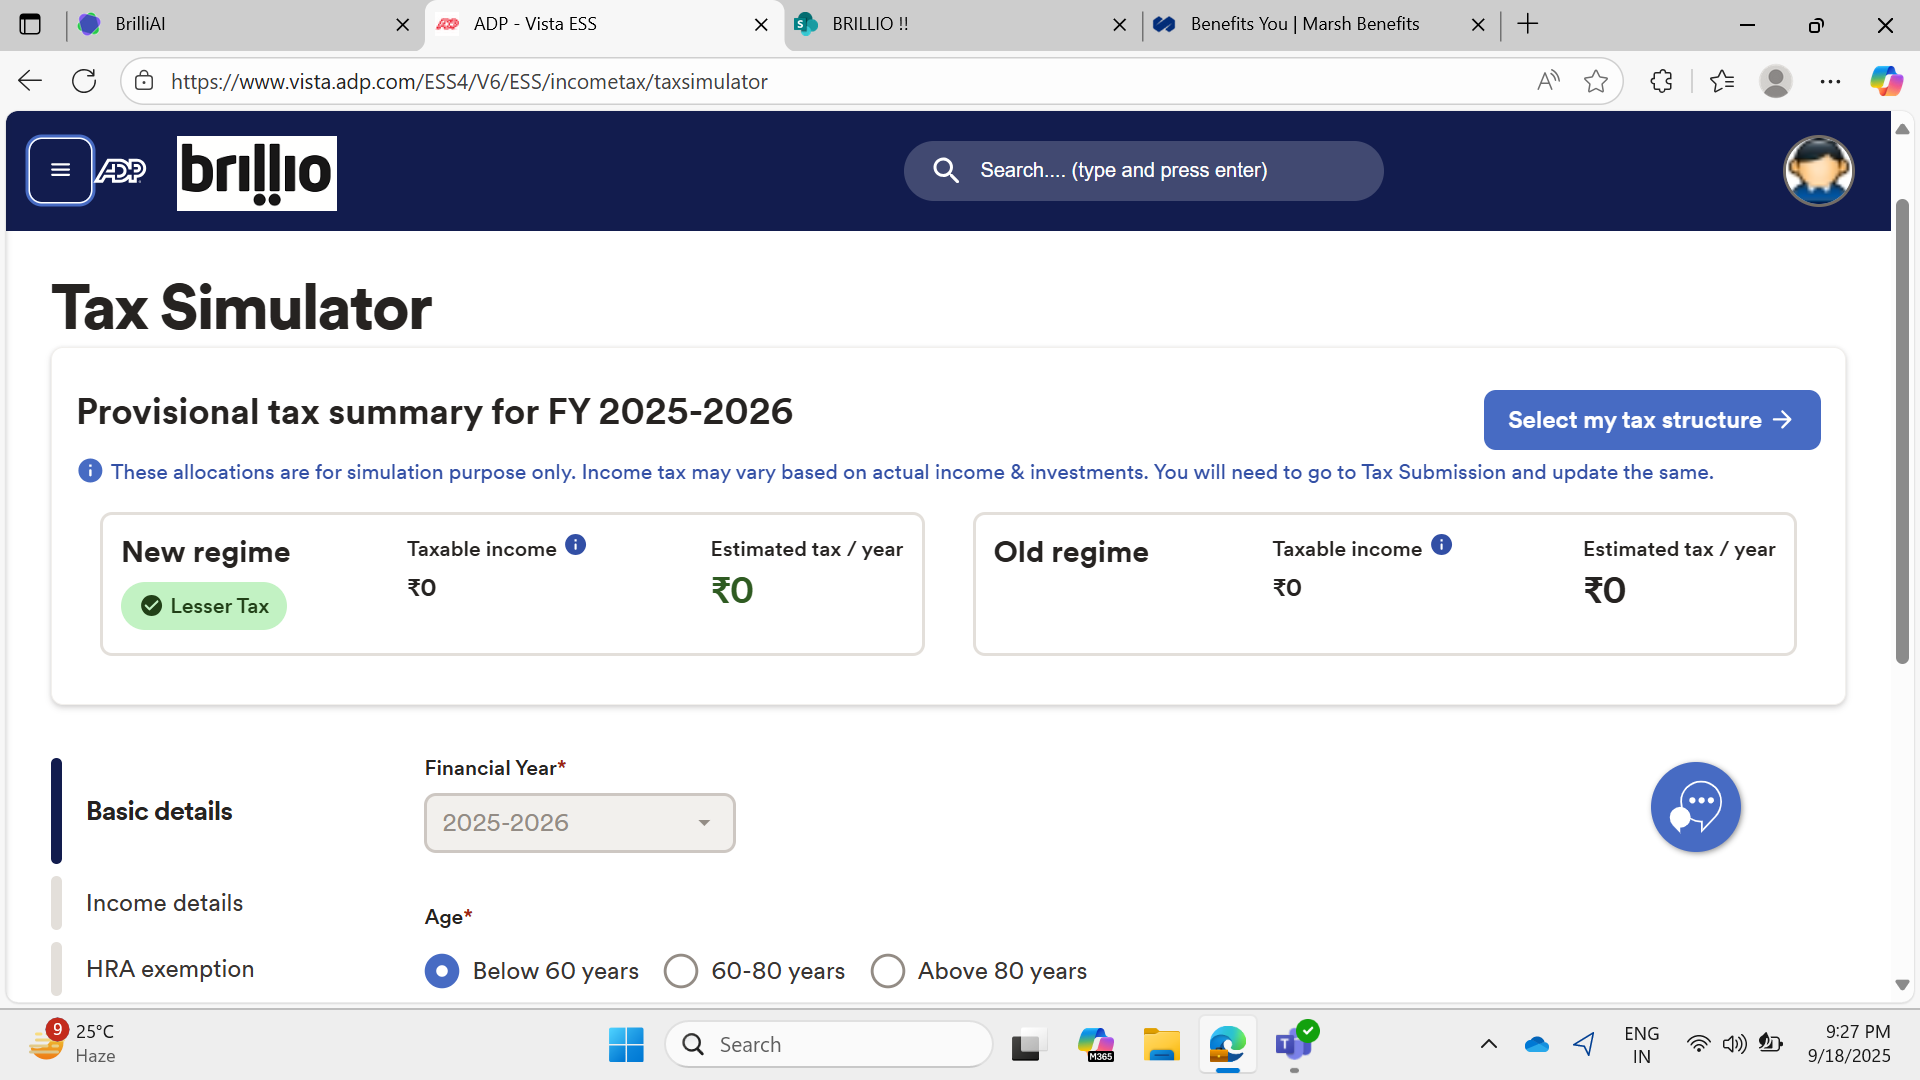 BrilliAI
ADP - Vista ESS
BRILLIO !!
Benefits You | Marsh Benefits
https://www.vista.adp.com/ESS4/V6/ESS/incometax/taxsimulator
ADP
brillio
Search.... (type and press enter)
Tax Simulator
Provisional tax summary for FY 2025-2026
Select my tax structure →
These allocations are for simulation purpose only. Income tax may vary based on actual income & investments. You will need to go to Tax Submission and update the same.
New regime
Taxable income
Estimated tax / year
₹0
₹0
Lesser Tax
Old regime
Taxable income
Estimated tax / year
₹0
₹0
Financial Year*
Basic details
2025-2026
Income details
Age*
HRA exemption
Below 60 years
60-80 years
Above 80 years
9
25°C
Haze
Search
M365
ENG
IN
9:27 PM
9/18/2025